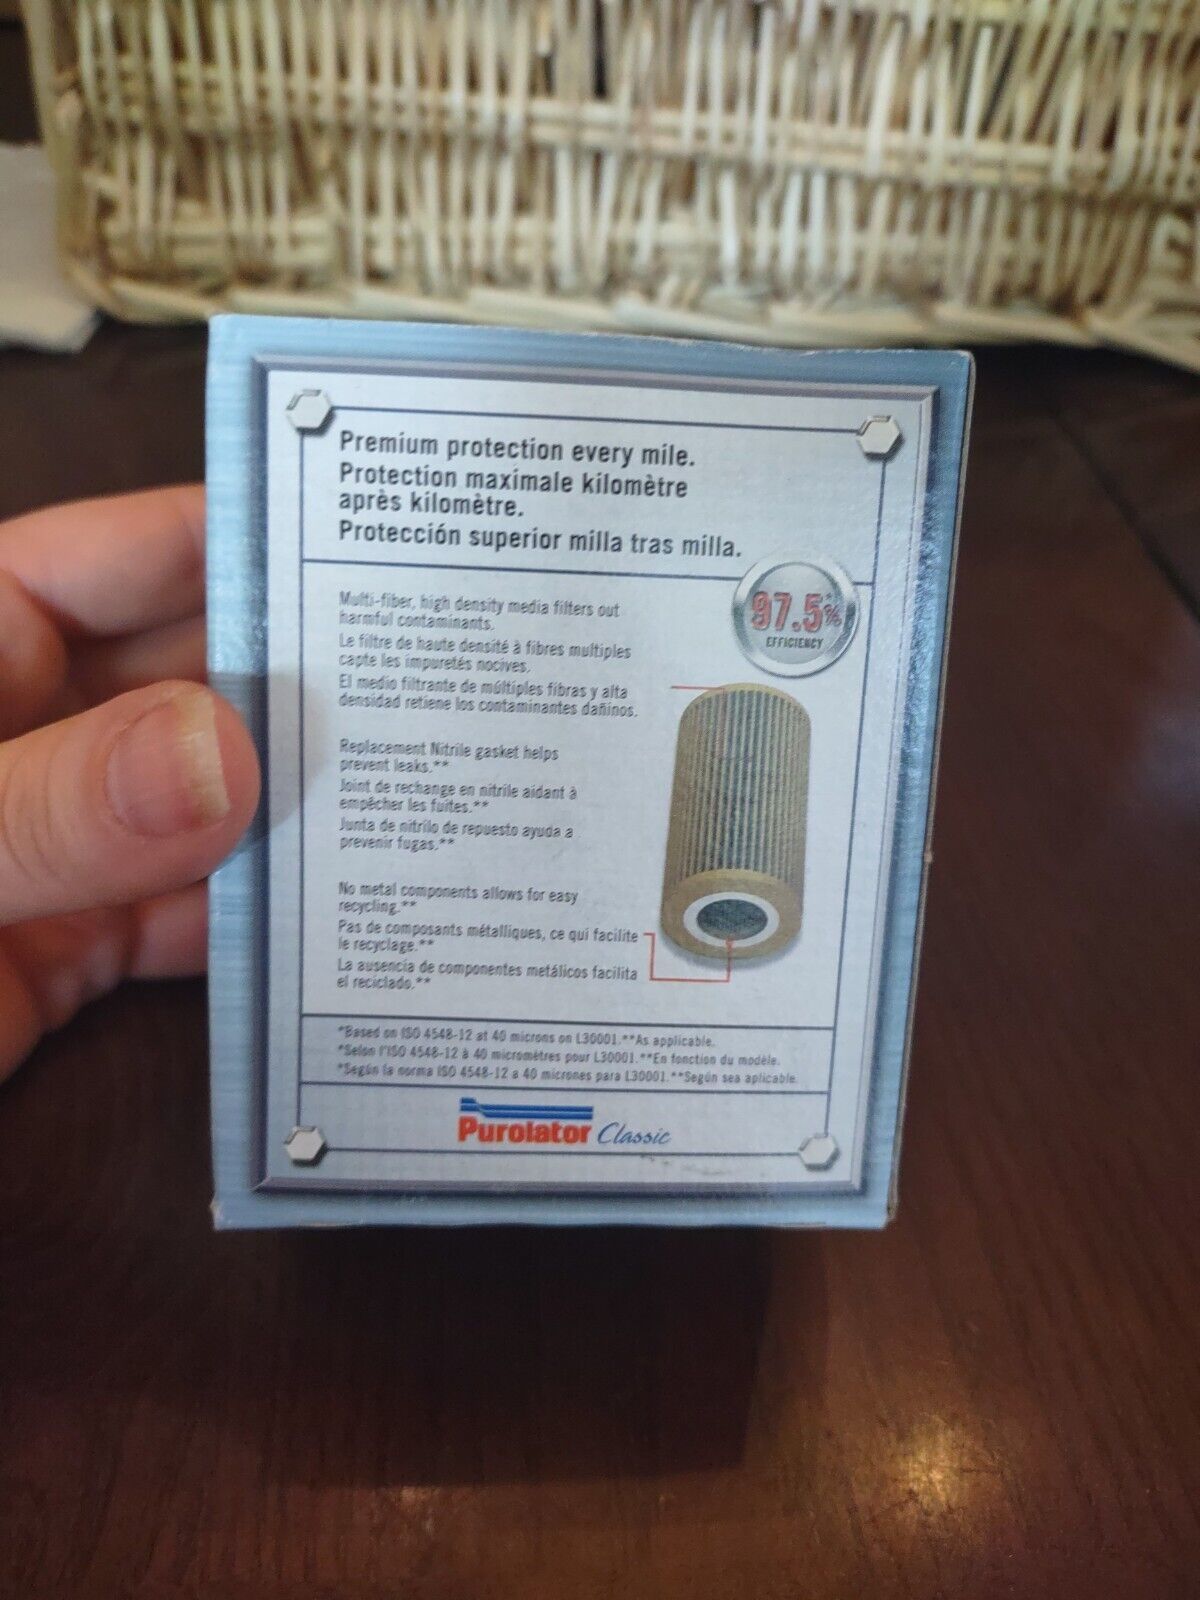 Premium protection every mile.
Protection maximale kilomètre
après kilomètre.
Protección superior milla tras milla.
97.5*%
EFFICIENCY
Multi-fiber, high density media filters out
harmful contaminants.
Le filtre de haute densité à fibres multiples
capte les impuretés nocives.
El medio filtrante de múltiples fibras y alta
densidad retiene los contaminantes dañinos.
Replacement Nitrile gasket helps
prevent leaks.**
Joint de rechange en nitrile aidant à
empêcher les fuites.**
Junta de nitrilo de repuesto ayuda a
prevenir fugas.**
No metal components allows for easy
recycling.**
Pas de composants métalliques, ce qui facilite
le recyclage.**
La ausencia de componentes metálicos facilita
el reciclado.**
*Based on ISO 4548-12 at 40 microns on L30001.**As applicable.
*Selon l'ISO 4548-12 à 40 micromètres pour L30001.**En fonction du modèle.
*Según la norma ISO 4548-12 a 40 micrones para L30001.**Según sea aplicable.
Purolator Classic